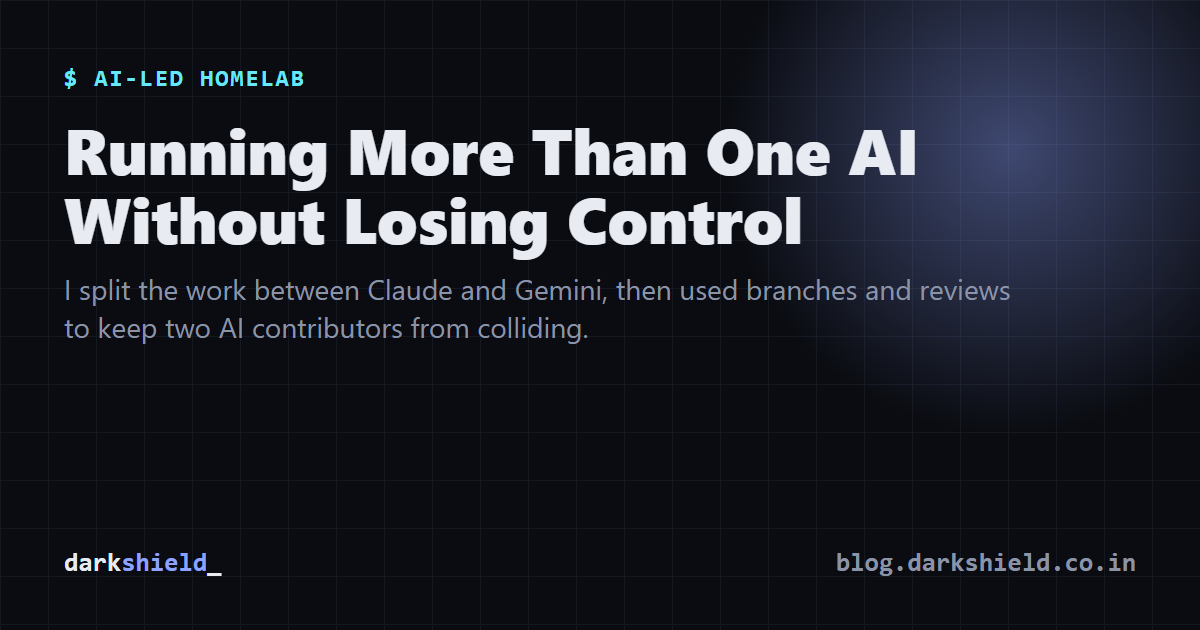 $ AI-LED HOMELAB
Running More Than One AI
Without Losing Control
I split the work between Claude and Gemini, then used branches and reviews
to keep two AI contributors from colliding.
darkshield_
blog.darkshield.co.in